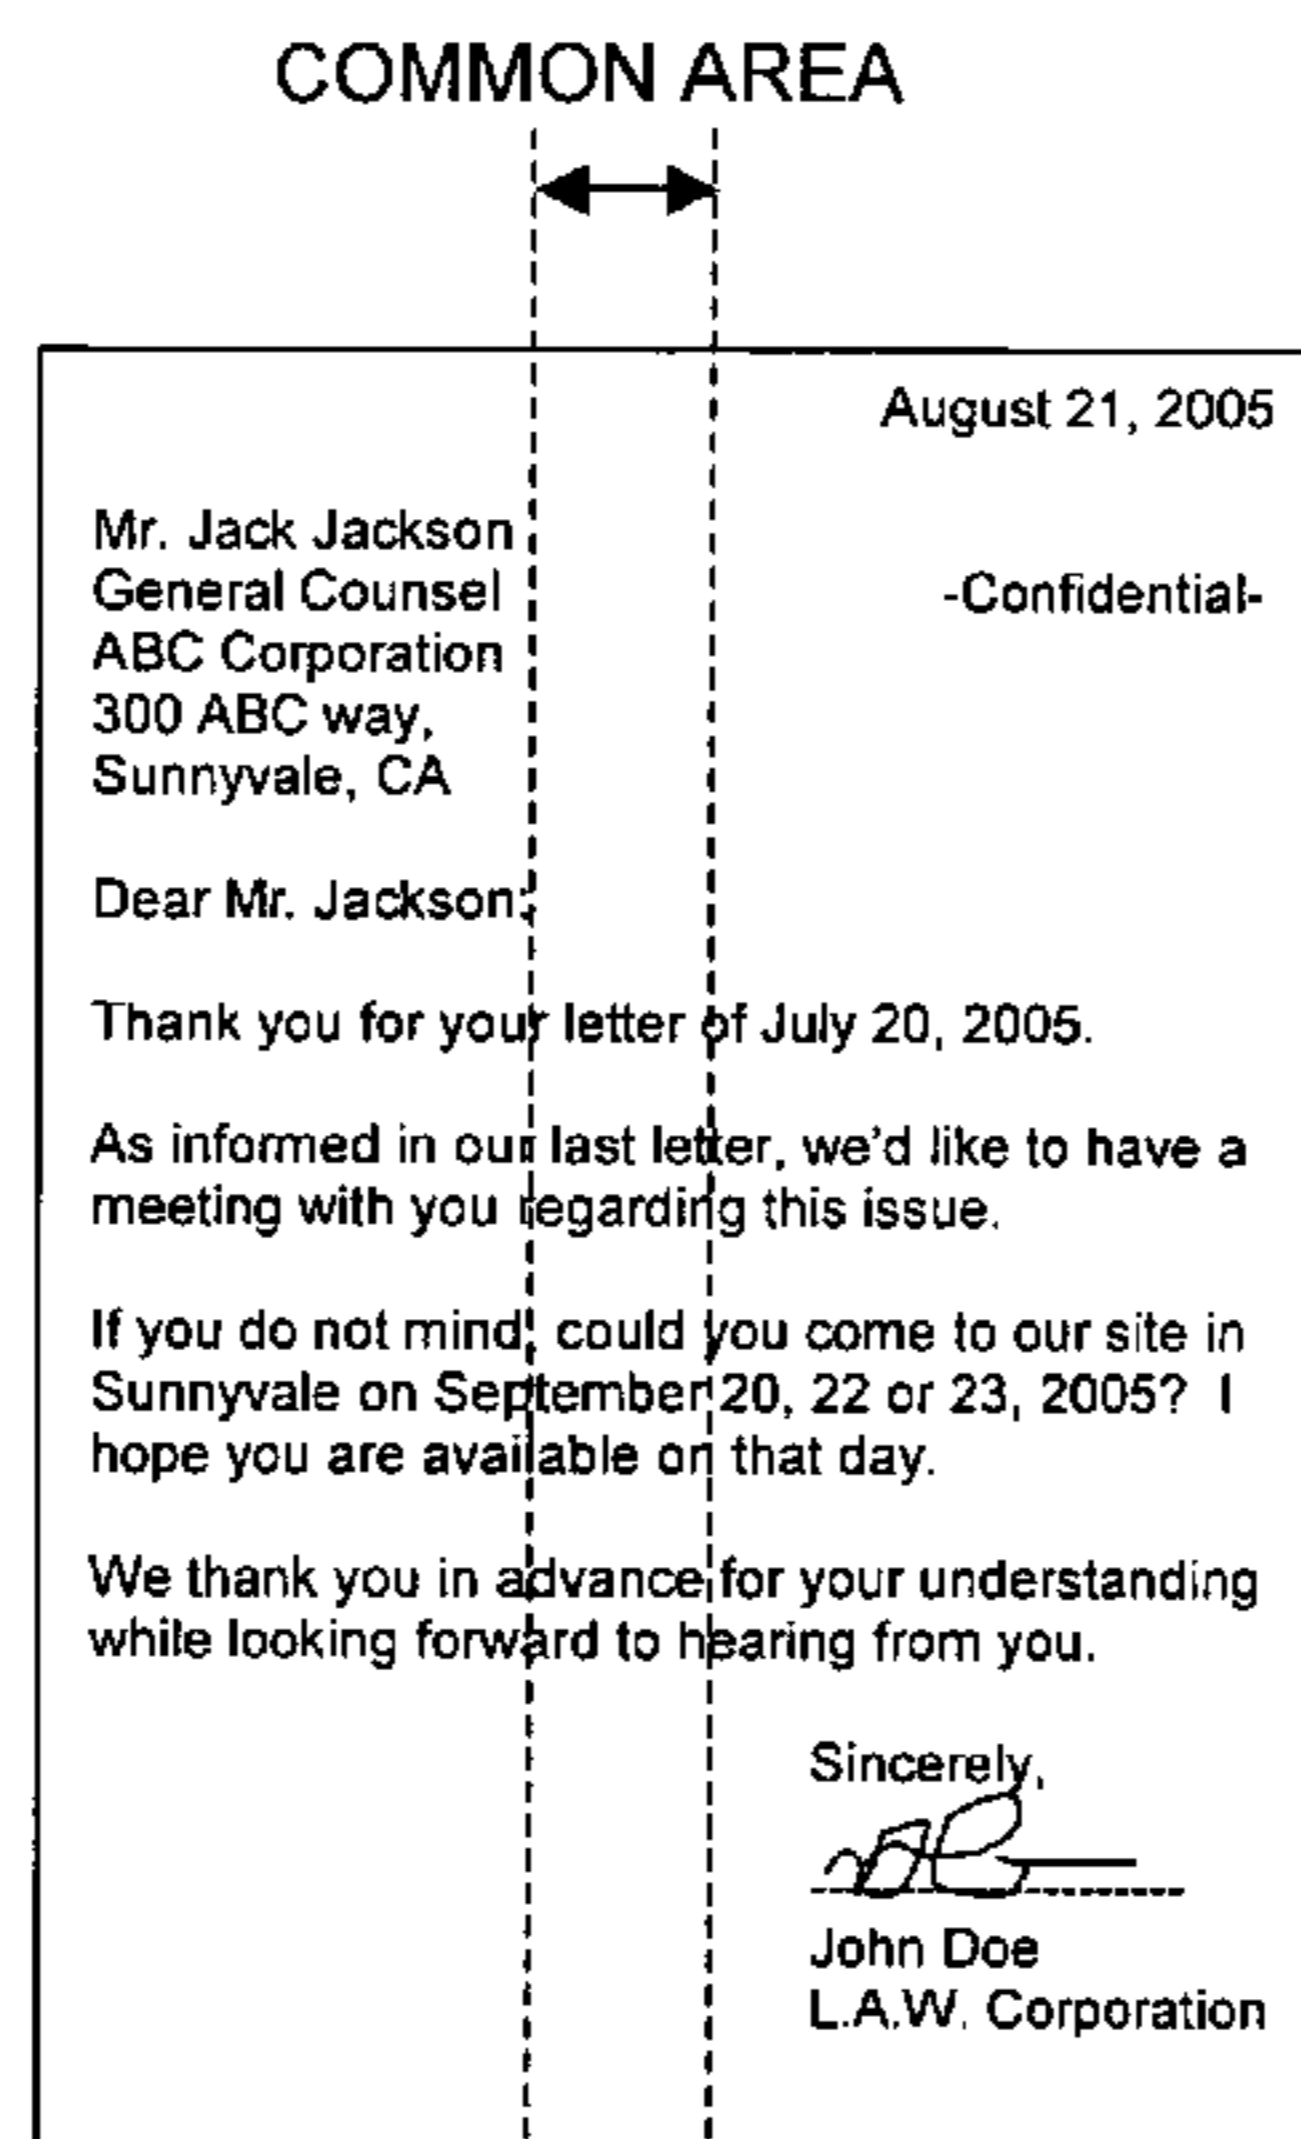 COMMON AREA
August 21, 2005
Mr. Jack Jackson
General Counsel
-Confidential-
ABC Corporation
300 ABC way,
Sunnyvale, CA
Dear Mr. Jackson:
Thank you for your letter of July 20, 2005.
As informed in our last letter, we'd like to have a
meeting with you regarding this issue.
If you do not mind, could you come to our site in
Sunnyvale on September 20, 22 or 23, 2005? I
hope you are available on that day.
We thank you in advance for your understanding
while looking forward to hearing from you.
Sincerely,
John Doe
L.A.W. Corporation